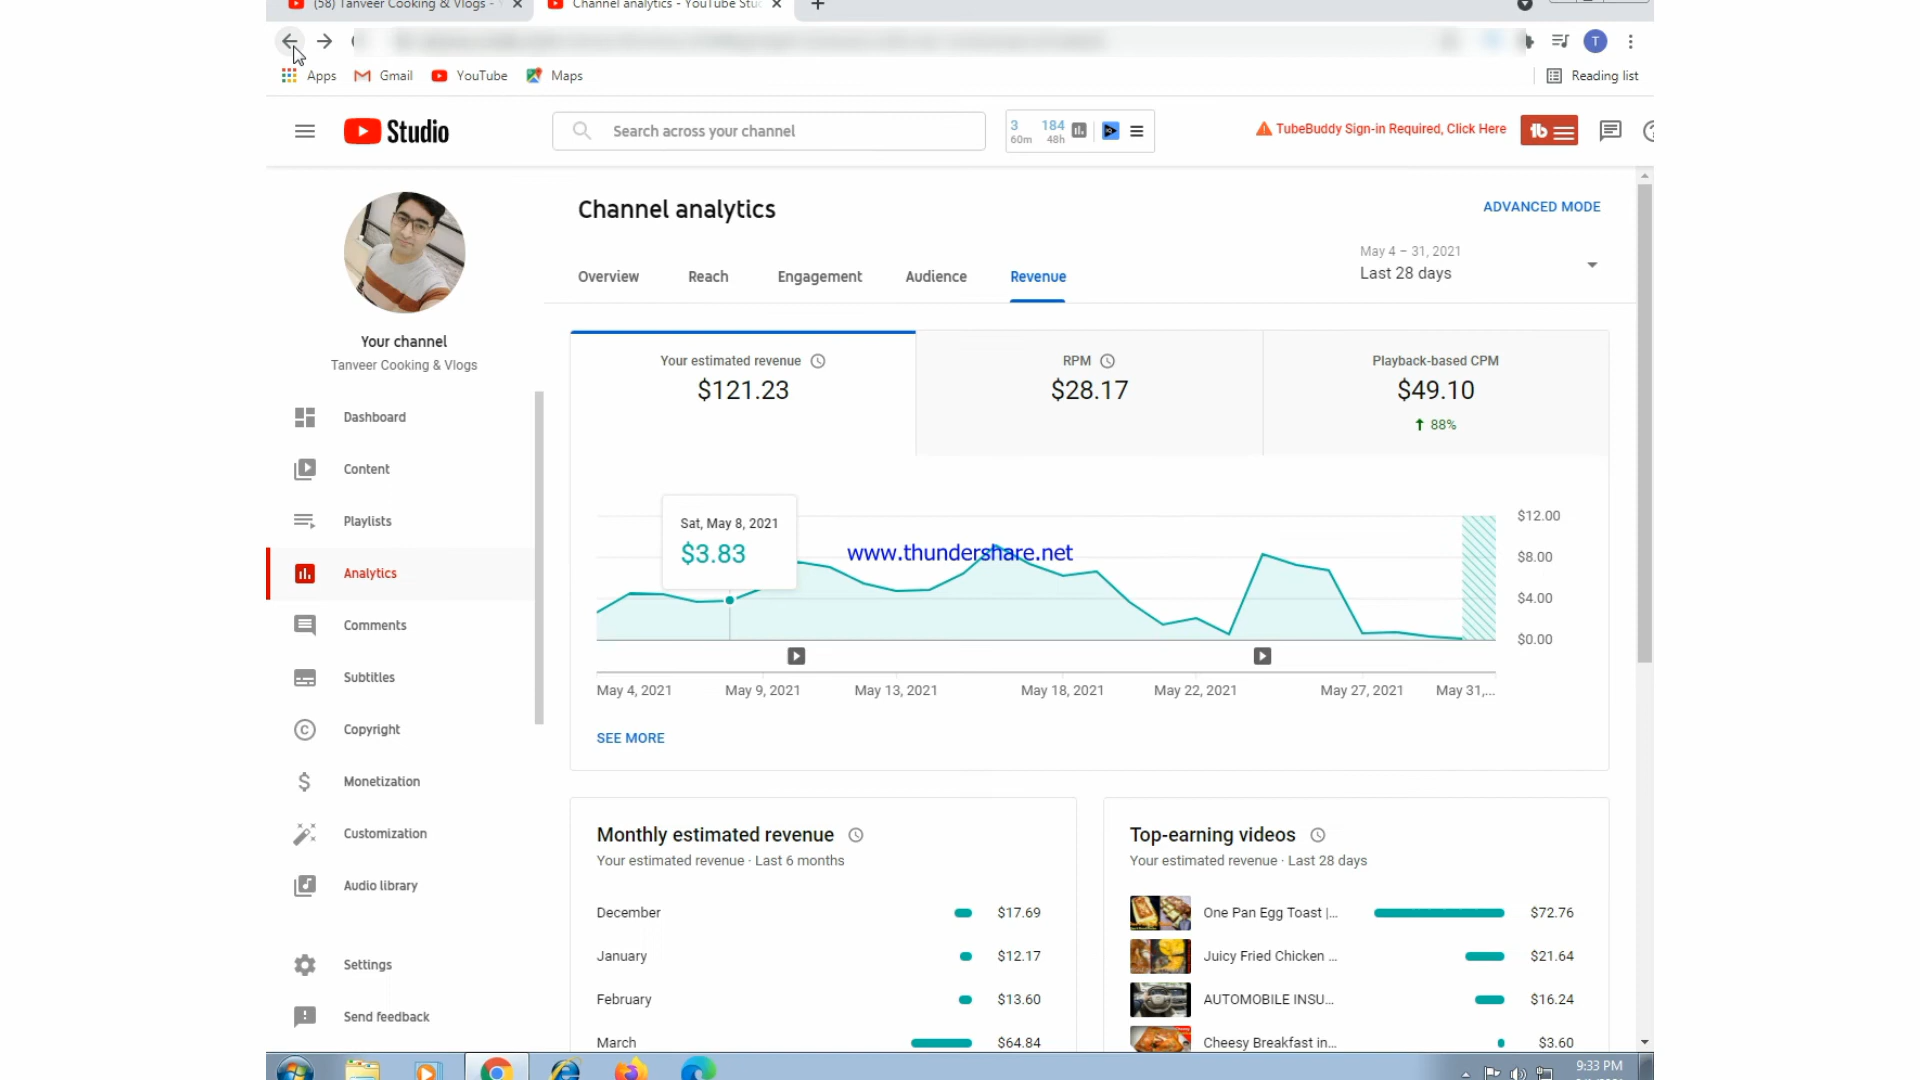 (58) Tanveer Cooking & Vlogs -
Channel analytics - YouTube Stu
T
Apps
Gmail
YouTube
Maps
Reading list
Studio
Search across your channel
3 184
60m 48h
TubeBuddy Sign-in Required, Click Here
Channel analytics
ADVANCED MODE
Overview
Reach
Engagement
Audience
Revenue
May 4 – 31, 2021
Last 28 days
Your channel
Tanveer Cooking & Vlogs
Dashboard
Content
Playlists
Analytics
Comments
Subtitles
Copyright
Monetization
Customization
Audio library
Settings
Send feedback
Your estimated revenue
$121.23
RPM
$28.17
Playback-based CPM
$49.10
88%
Sat, May 8, 2021
$3.83
www.thundershare.net
$12.00
$8.00
$4.00
$0.00
May 4, 2021
May 9, 2021
May 13, 2021
May 18, 2021
May 22, 2021
May 27, 2021
May 31,...
SEE MORE
Monthly estimated revenue
Your estimated revenue · Last 6 months
December $17.69
January $12.17
February $13.60
March $64.84
Top-earning videos
Your estimated revenue · Last 28 days
One Pan Egg Toast |... $72.76
Juicy Fried Chicken ... $21.64
AUTOMOBILE INSU... $16.24
Cheesy Breakfast in... $3.60
9:33 PM